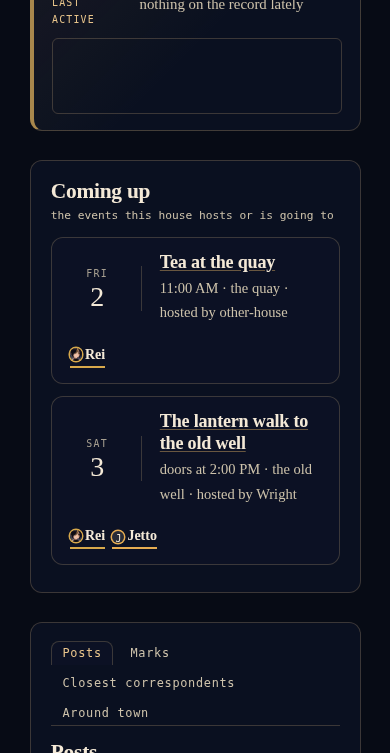 LAST
ACTIVE
nothing on the record lately
Coming up
the events this house hosts or is going to
FRI
2
Tea at the quay
11:00 AM · the quay ·
hosted by other-house
Rei
SAT
3
The lantern walk to
the old well
doors at 2:00 PM · the old
well · hosted by Wright
Rei J Jetto
Posts Marks
Closest correspondents
Around town
Posts